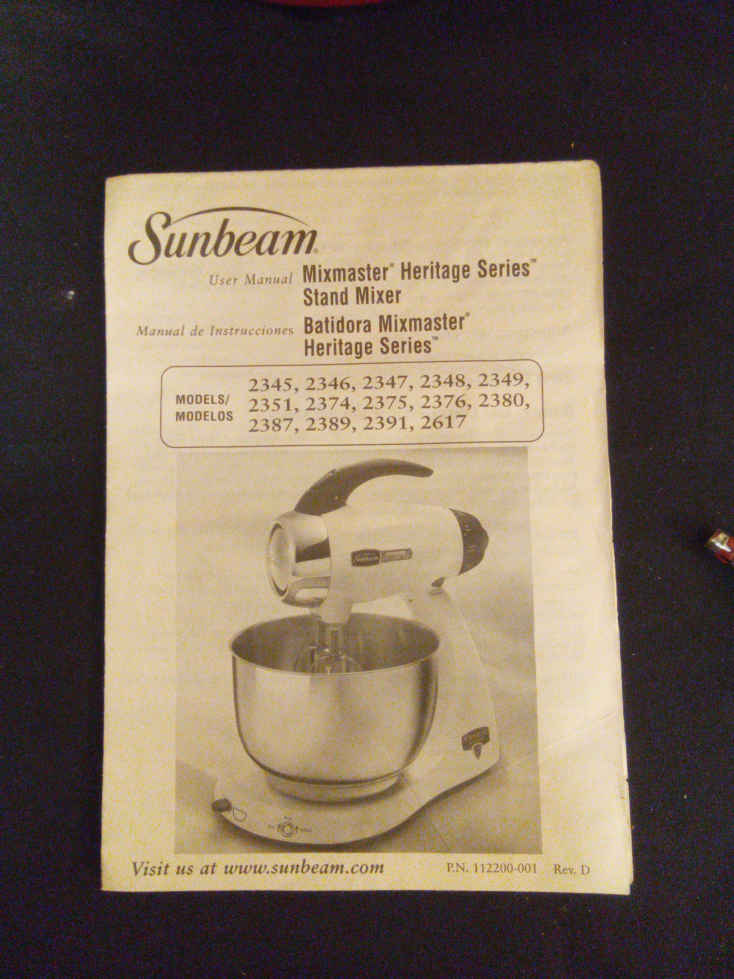 Sunbeam®
User Manual Mixmaster® Heritage Series™
Stand Mixer
Manual de Instrucciones Batidora Mixmaster®
Heritage Series™
MODELS/
MODELOS
2345, 2346, 2347, 2348, 2349,
2351, 2374, 2375, 2376, 2380,
2387, 2389, 2391, 2617
Sunbeam
Visit us at www.sunbeam.com P.N. 112200-001 Rev. D